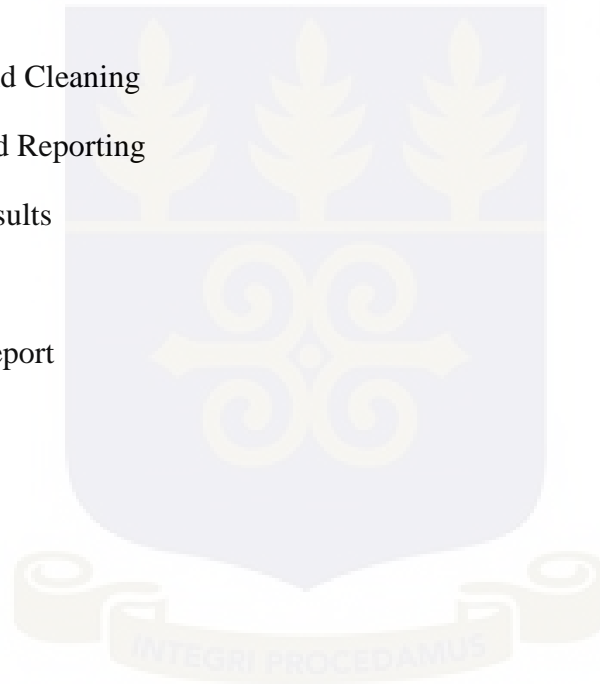 d Cleaning
d Reporting
sults
eport
INTEGRI PROCEDAMUS